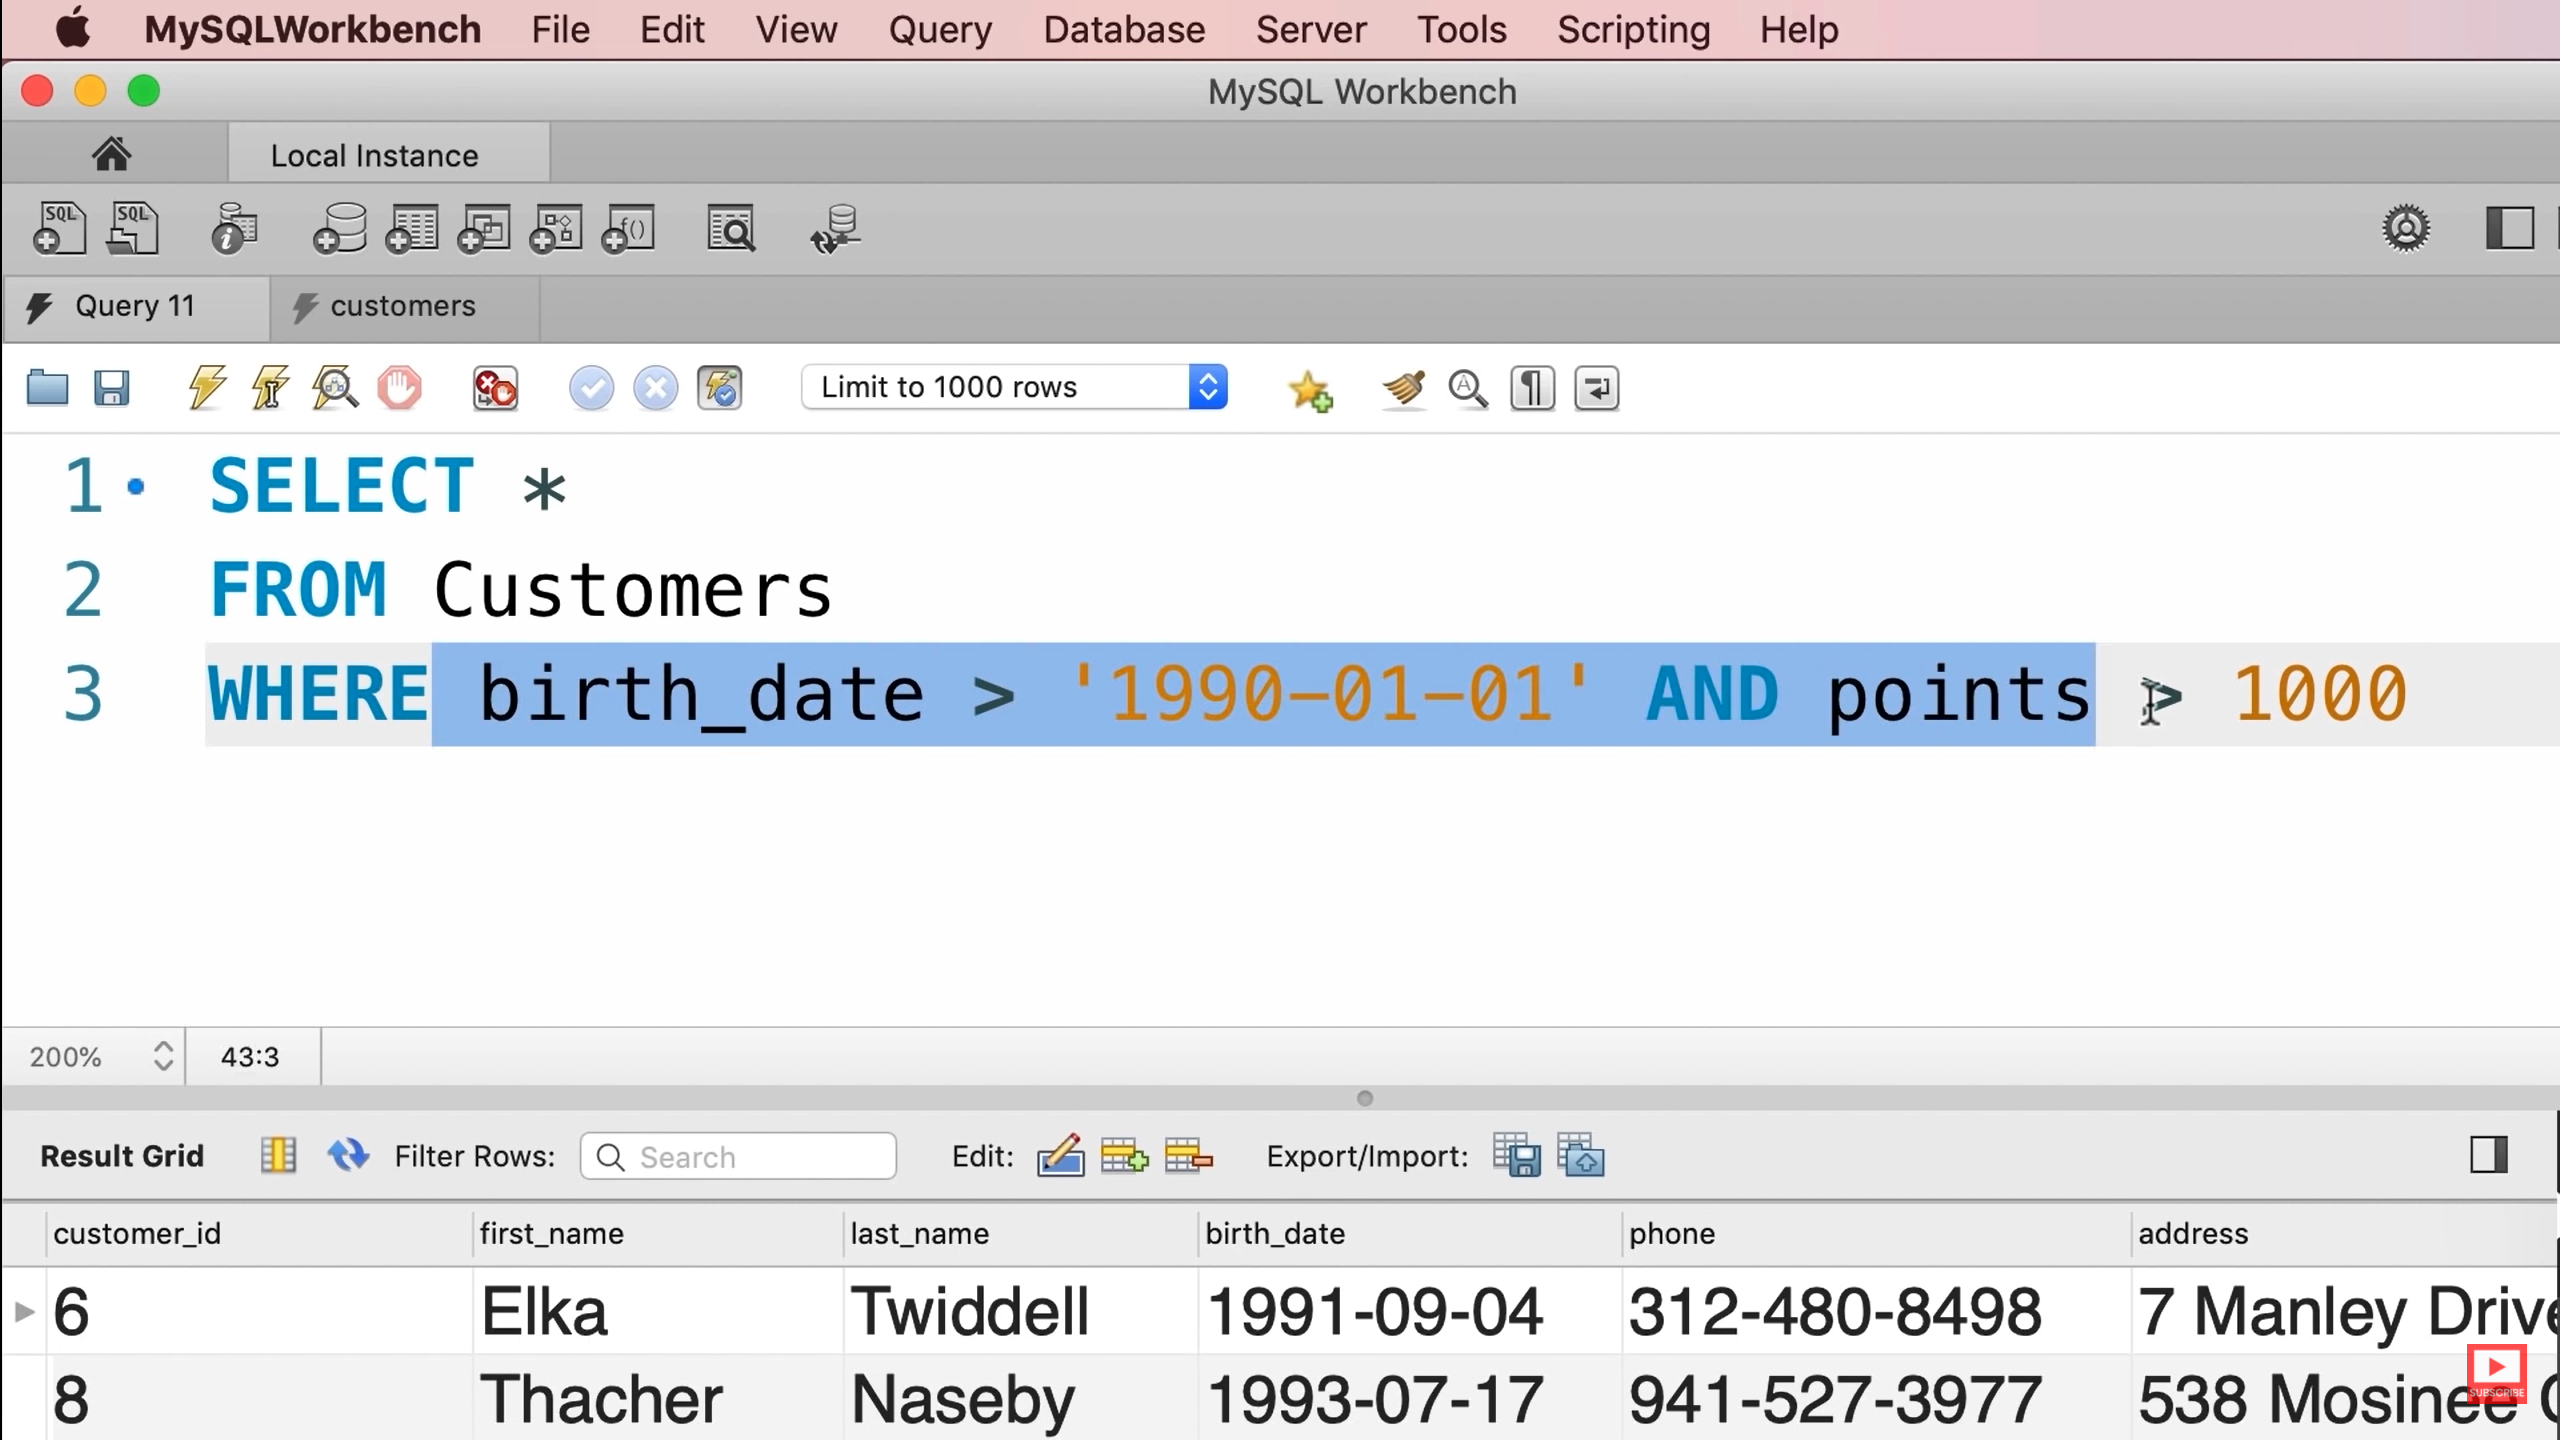 MySQLWorkbench File Edit View Query Database Server Tools Scripting Help
MySQL Workbench
Local Instance
SQL SQL f()
Query 11 customers
Limit to 1000 rows
1 SELECT *
2 FROM Customers
3 WHERE birth_date > '1990-01-01' AND points > 1000
200% 43:3
Result Grid Filter Rows: Search Edit: Export/Import:
customer_id first_name last_name birth_date phone address
6 Elka Twiddell 1991-09-04 312-480-8498 7 Manley Drive
8 Thacher Naseby 1993-07-17 941-527-3977 538 Mosinee
SUBSCRIBE